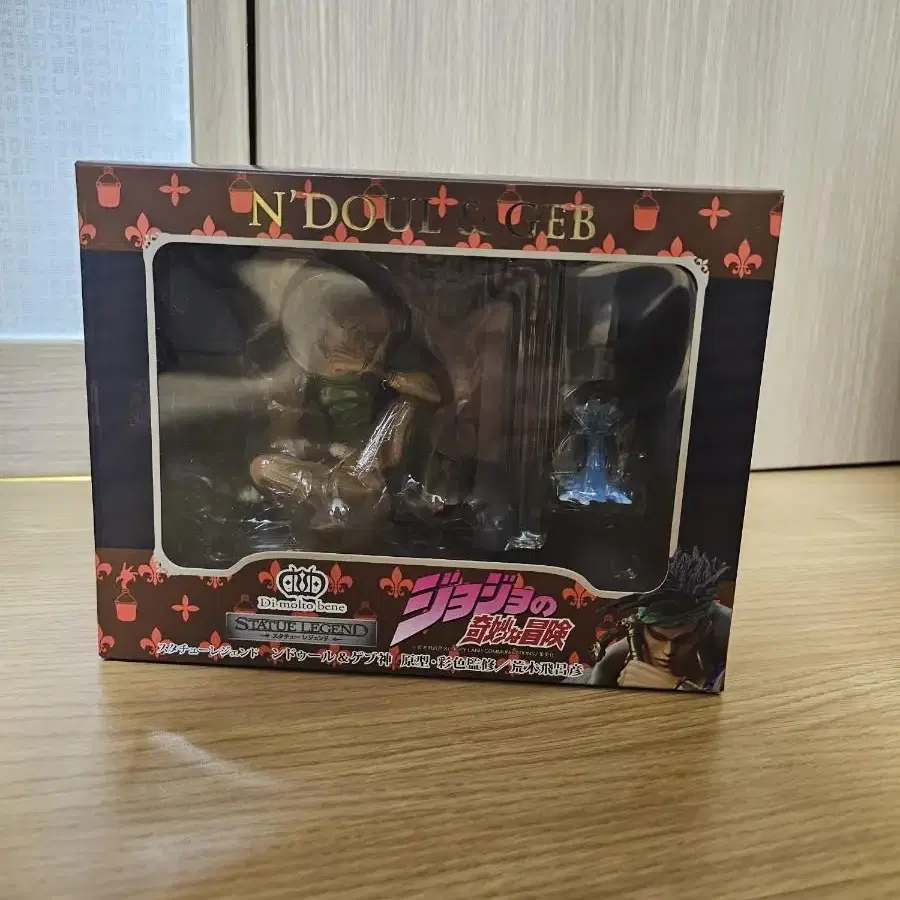 N'DOUL & GEB
Di molto bene
STATUE LEGEND
スタチュー レジェンド
ジョジョの
奇妙な冒険
スタチューレジェンド ンドゥール&ゲブ神 原型・彩色監修/荒木飛呂彦